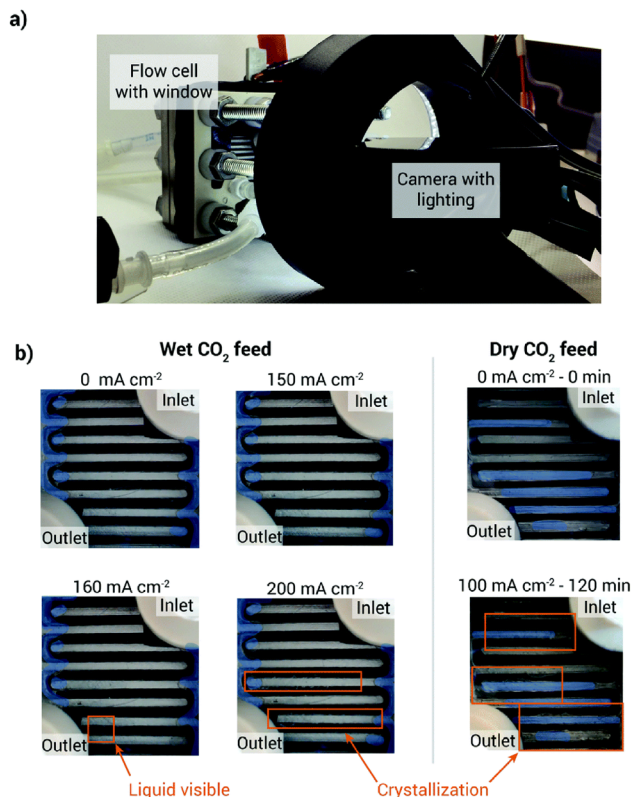 a)
Flow cell
with window
Camera with
lighting
b)
Wet CO₂ feed
Dry CO₂ feed
0 mA cm⁻²
150 mA cm⁻²
0 mA cm⁻² - 0 min
Inlet
Inlet
Inlet
Outlet
Outlet
Outlet
160 mA cm⁻²
200 mA cm⁻²
100 mA cm⁻² - 120 min
Inlet
Inlet
Inlet
Outlet
Outlet
Outlet
Liquid visible
Crystallization